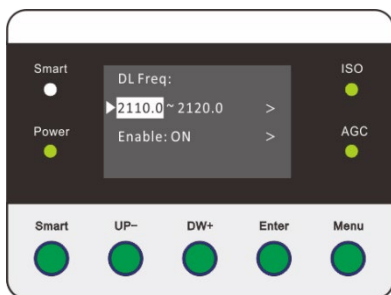 Smart
ISO
DL Freq:
2110.0 ~ 2120.0 >
Power
Enable: ON >
AGC
Smart UP− DW+ Enter Menu